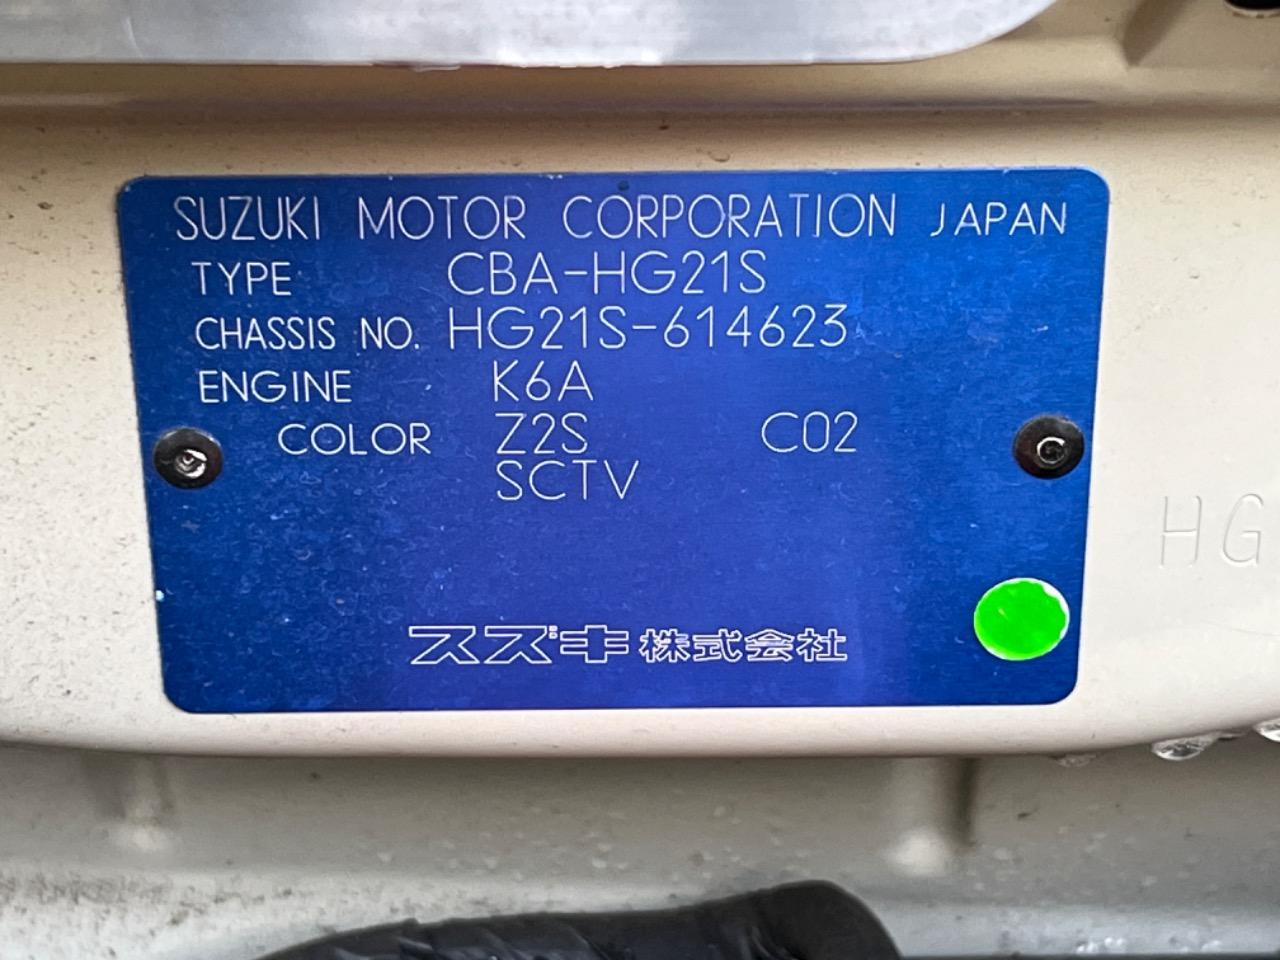 SUZUKI MOTOR CORPORATION JAPAN
TYPE CBA-HG21S
CHASSIS NO. HG21S-614623
ENGINE K6A
COLOR Z2S C02
SCTV
スズキ株式会社
HG